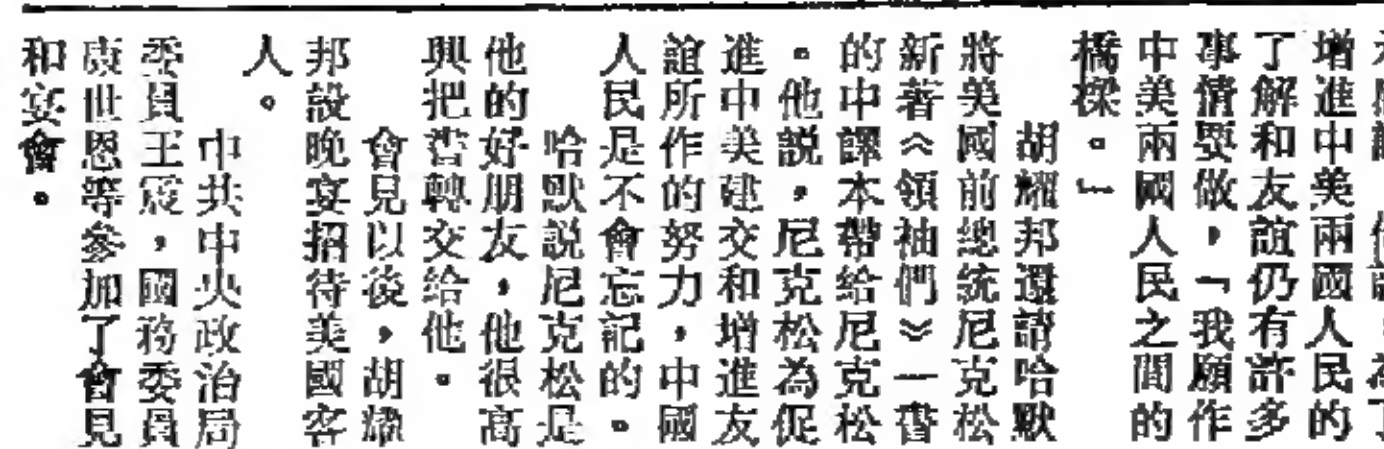 增進中美兩國人民的
了解和友誼仍有許多
事情要做，「我願作
中美兩國人民之間的
橋樑。」
胡耀邦還請哈默
將美國前總統尼克松
新著《領袖們》一書
的中譯本帶給尼克松
。他説，尼克松為促
進中美建交和增進友
誼所作的努力，中國
人民是不會忘記的。
哈默説尼克松是
他的好朋友，他很高
興把書轉交給他。
會見以後，胡耀
邦設晚宴招待美國客
人。
中共中央政治局
委員王震，國務委員
康世恩等參加了會見
和宴會。